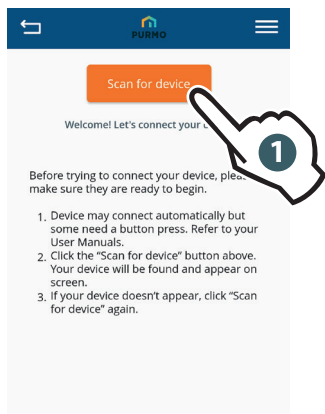 PURMO
Scan for device
Welcome! Let's connect your
Before trying to connect your device,
make sure they are ready to begin.
1. Device may connect automatically but
some need a button press. Refer to your
User Manuals.
2. Click the “Scan for device” button above.
Your device will be found and appear on
screen.
3. If your device doesn’t appear, click “Scan
for device” again.
1